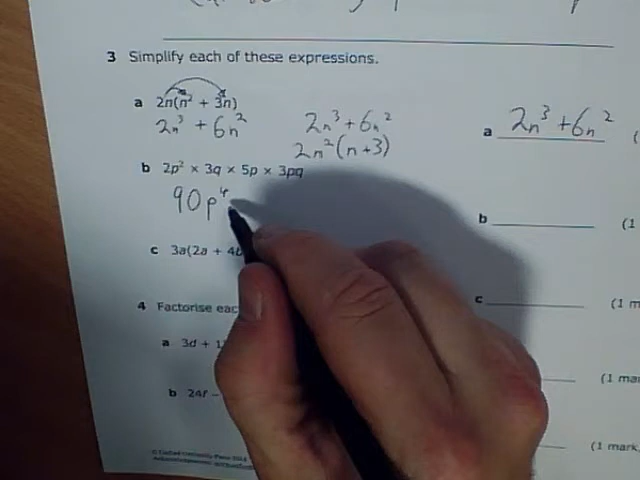 3 Simplify each of these expressions.
a 2n(n² + 3n)
2n³ + 6n²
2n³ + 6n²
2n²(n + 3)
a 2n³ + 6n² (
b 2p² × 3q × 5p × 3pq
90p⁴
b (1
c 3a(2a + 4b
c (1 m
4 Factorise eac
a 3d + 1
(1 mar
b 24f -
(1 mark,